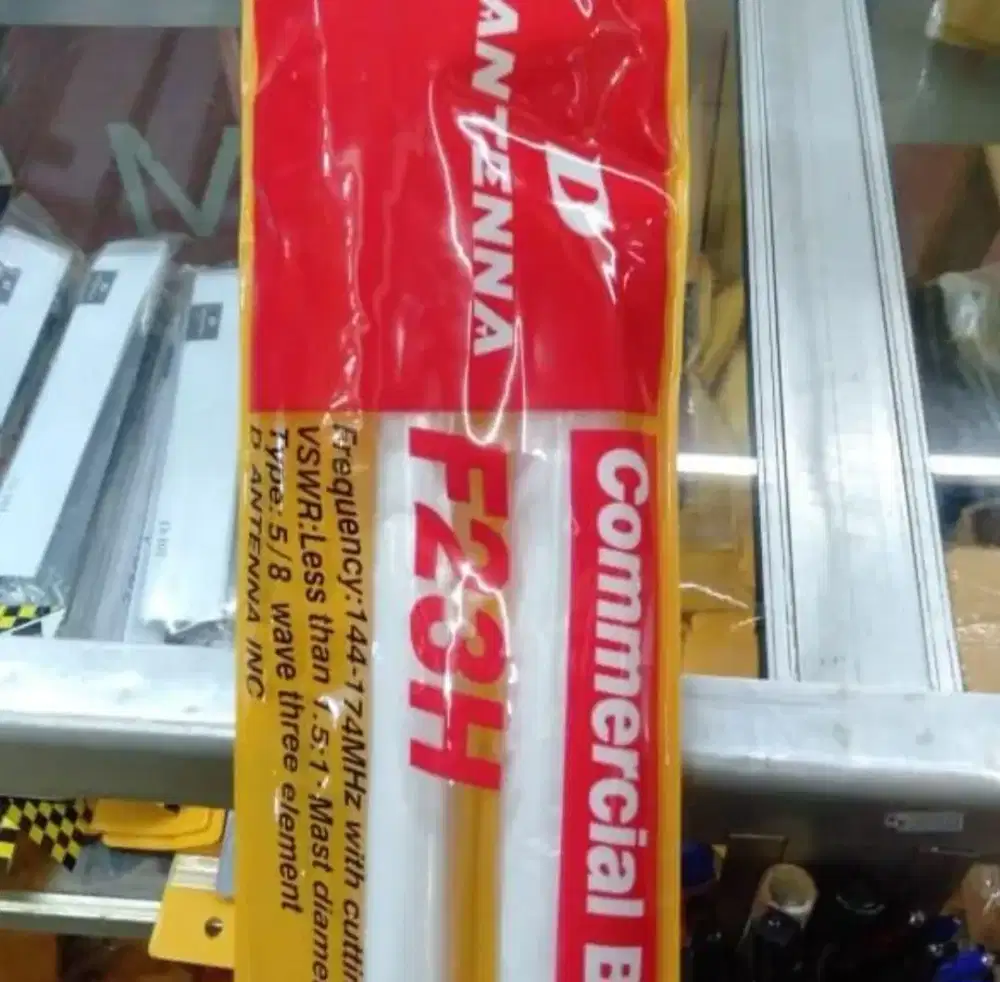 D
ANTENNA
Commercial B
F23H
Frequency:144-174MHz with cuttin
VSWR:Less than 1.5:1·Mast diame
Type:5/8 wave three element
D ANTENNA INC